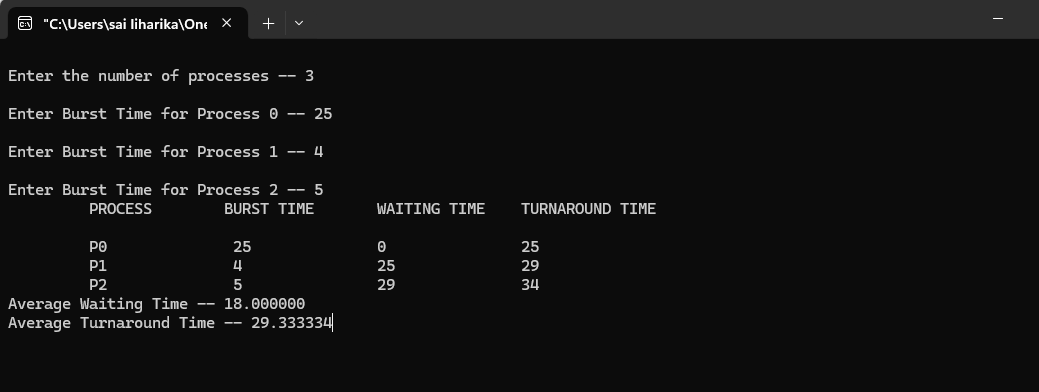 "C:\Users\sai liharika\One
Enter the number of processes -- 3
Enter Burst Time for Process 0 -- 25
Enter Burst Time for Process 1 -- 4
Enter Burst Time for Process 2 -- 5
PROCESS BURST TIME WAITING TIME TURNAROUND TIME
P0 25 0 25
P1 4 25 29
P2 5 29 34
Average Waiting Time -- 18.000000
Average Turnaround Time -- 29.333334